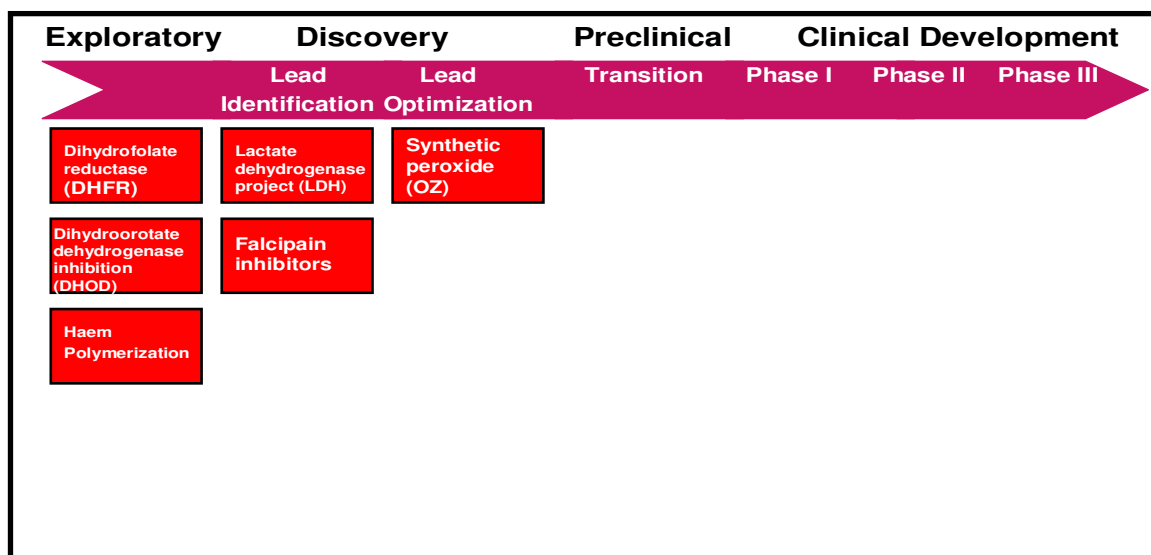 Exploratory Discovery Preclinical Clinical Development
Lead Identification
Lead Optimization
Transition Phase I Phase II Phase III
Dihydrofolate
reductase
(DHFR)
Lactate
dehydrogenase
project (LDH)
Synthetic
peroxide
(OZ)
Dihydroorotate
dehydrogenase
inhibition
(DHOD)
Falcipain
inhibitors
Haem
Polymerization